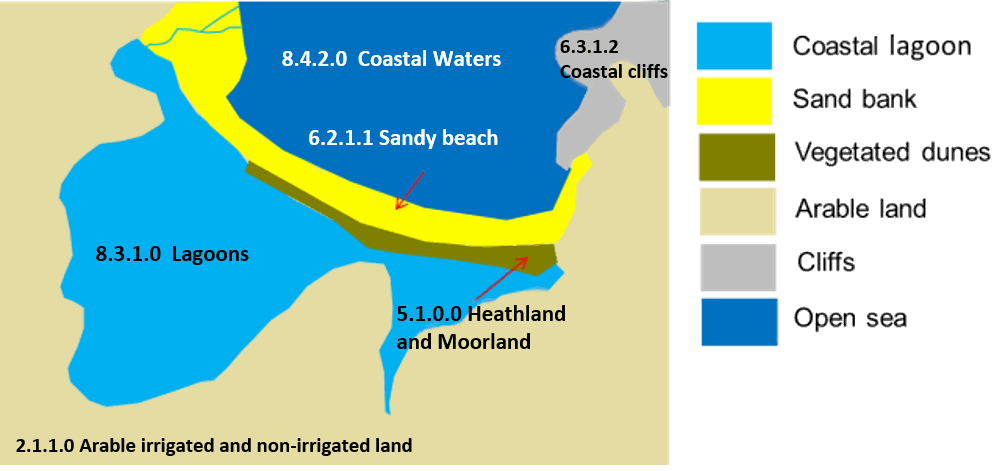 6.3.1.2
Coastal cliffs
8.4.2.0 Coastal Waters
6.2.1.1 Sandy beach
8.3.1.0 Lagoons
5.1.0.0 Heathland
and Moorland
2.1.1.0 Arable irrigated and non-irrigated land
Coastal lagoon
Sand bank
Vegetated dunes
Arable land
Cliffs
Open sea